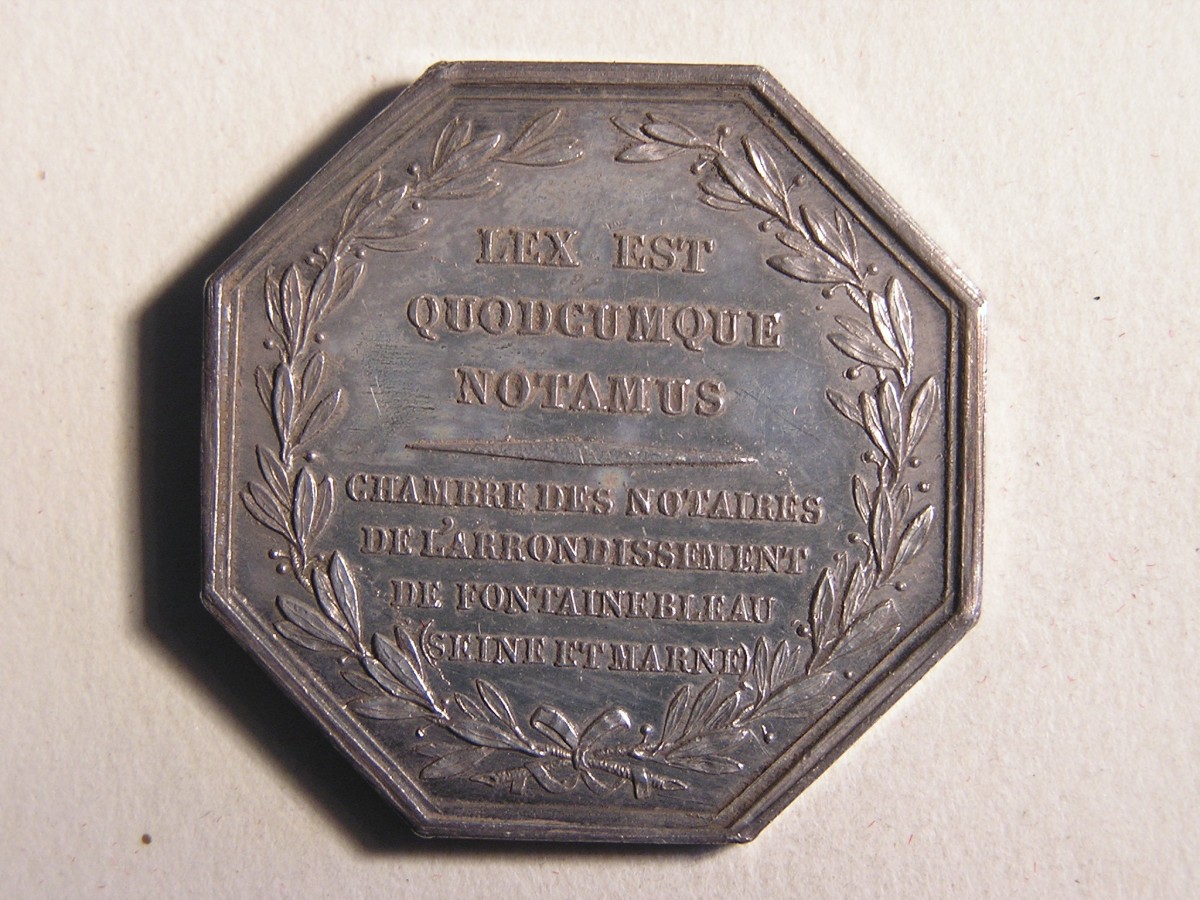 LEX EST
QUODCUMQUE
NOTAMUS
CHAMBRE DES NOTAIRES
DE L'ARRONDISSEMENT
DE FONTAINEBLEAU
(SEINE ET MARNE)